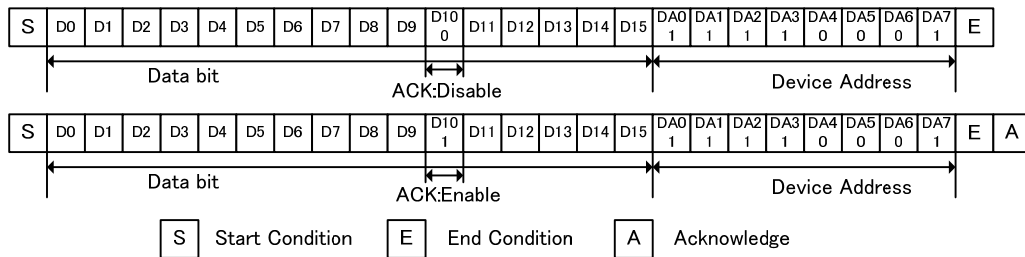 S D0 D1 D2 D3 D4 D5 D6 D7 D8 D9 D10 0 D11 D12 D13 D14 D15 DA0 1 DA1 1 DA2 1 DA3 1 DA4 0 DA5 0 DA6 0 DA7 1 E
Data bit
Device Address
ACK:Disable
S D0 D1 D2 D3 D4 D5 D6 D7 D8 D9 D10 1 D11 D12 D13 D14 D15 DA0 1 DA1 1 DA2 1 DA3 1 DA4 0 DA5 0 DA6 0 DA7 1 E A
Data bit
Device Address
ACK:Enable
S Start Condition E End Condition A Acknowledge